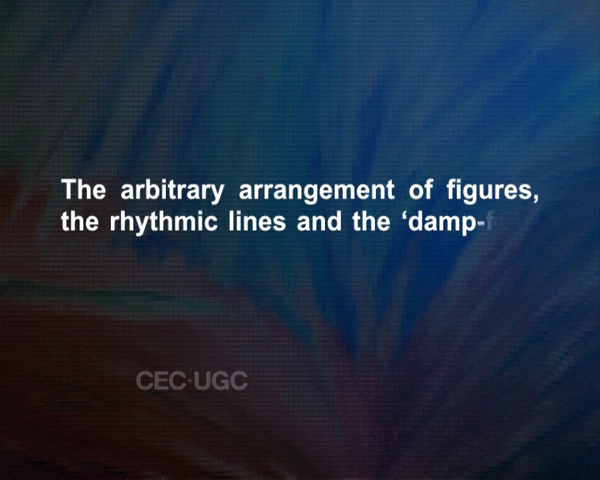 The arbitrary arrangement of figures,
the rhythmic lines and the ‘damp-f
CEC-UGC